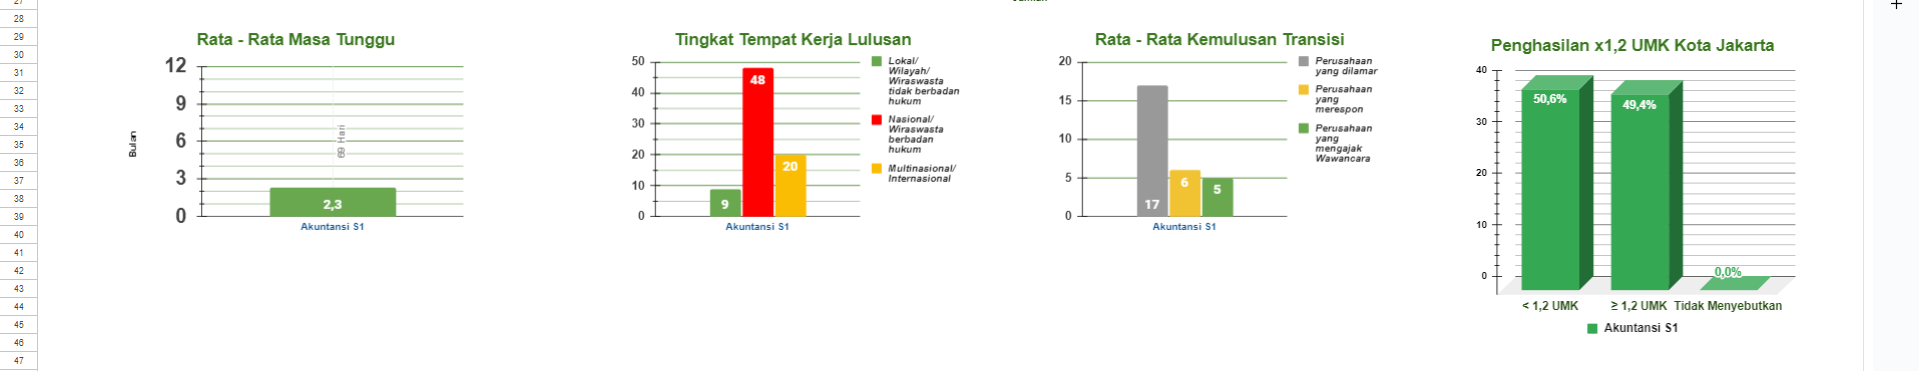 27
28
29
30
31
32
33
34
35
36
37
38
39
40
41
42
43
44
45
46
47
Rata - Rata Masa Tunggu
12
9
6
3
0
Bulan
69 Hari
2,3
Akuntansi S1
Tingkat Tempat Kerja Lulusan
50
40
30
20
10
0
9
48
20
Akuntansi S1
Lokal/
Wilayah/
Wiraswasta
tidak berbadan
hukum
Nasional/
Wiraswasta
berbadan
hukum
Multinasional/
Internasional
Rata - Rata Kemulusan Transisi
20
15
10
5
0
17
6
5
Akuntansi S1
Perusahaan
yang dilamar
Perusahaan
yang
merespon
Perusahaan
yang
mengajak
Wawancara
Penghasilan x1,2 UMK Kota Jakarta
40
30
20
10
0
50,6%
49,4%
0,0%
< 1,2 UMK
≥ 1,2 UMK
Tidak Menyebutkan
Akuntansi S1